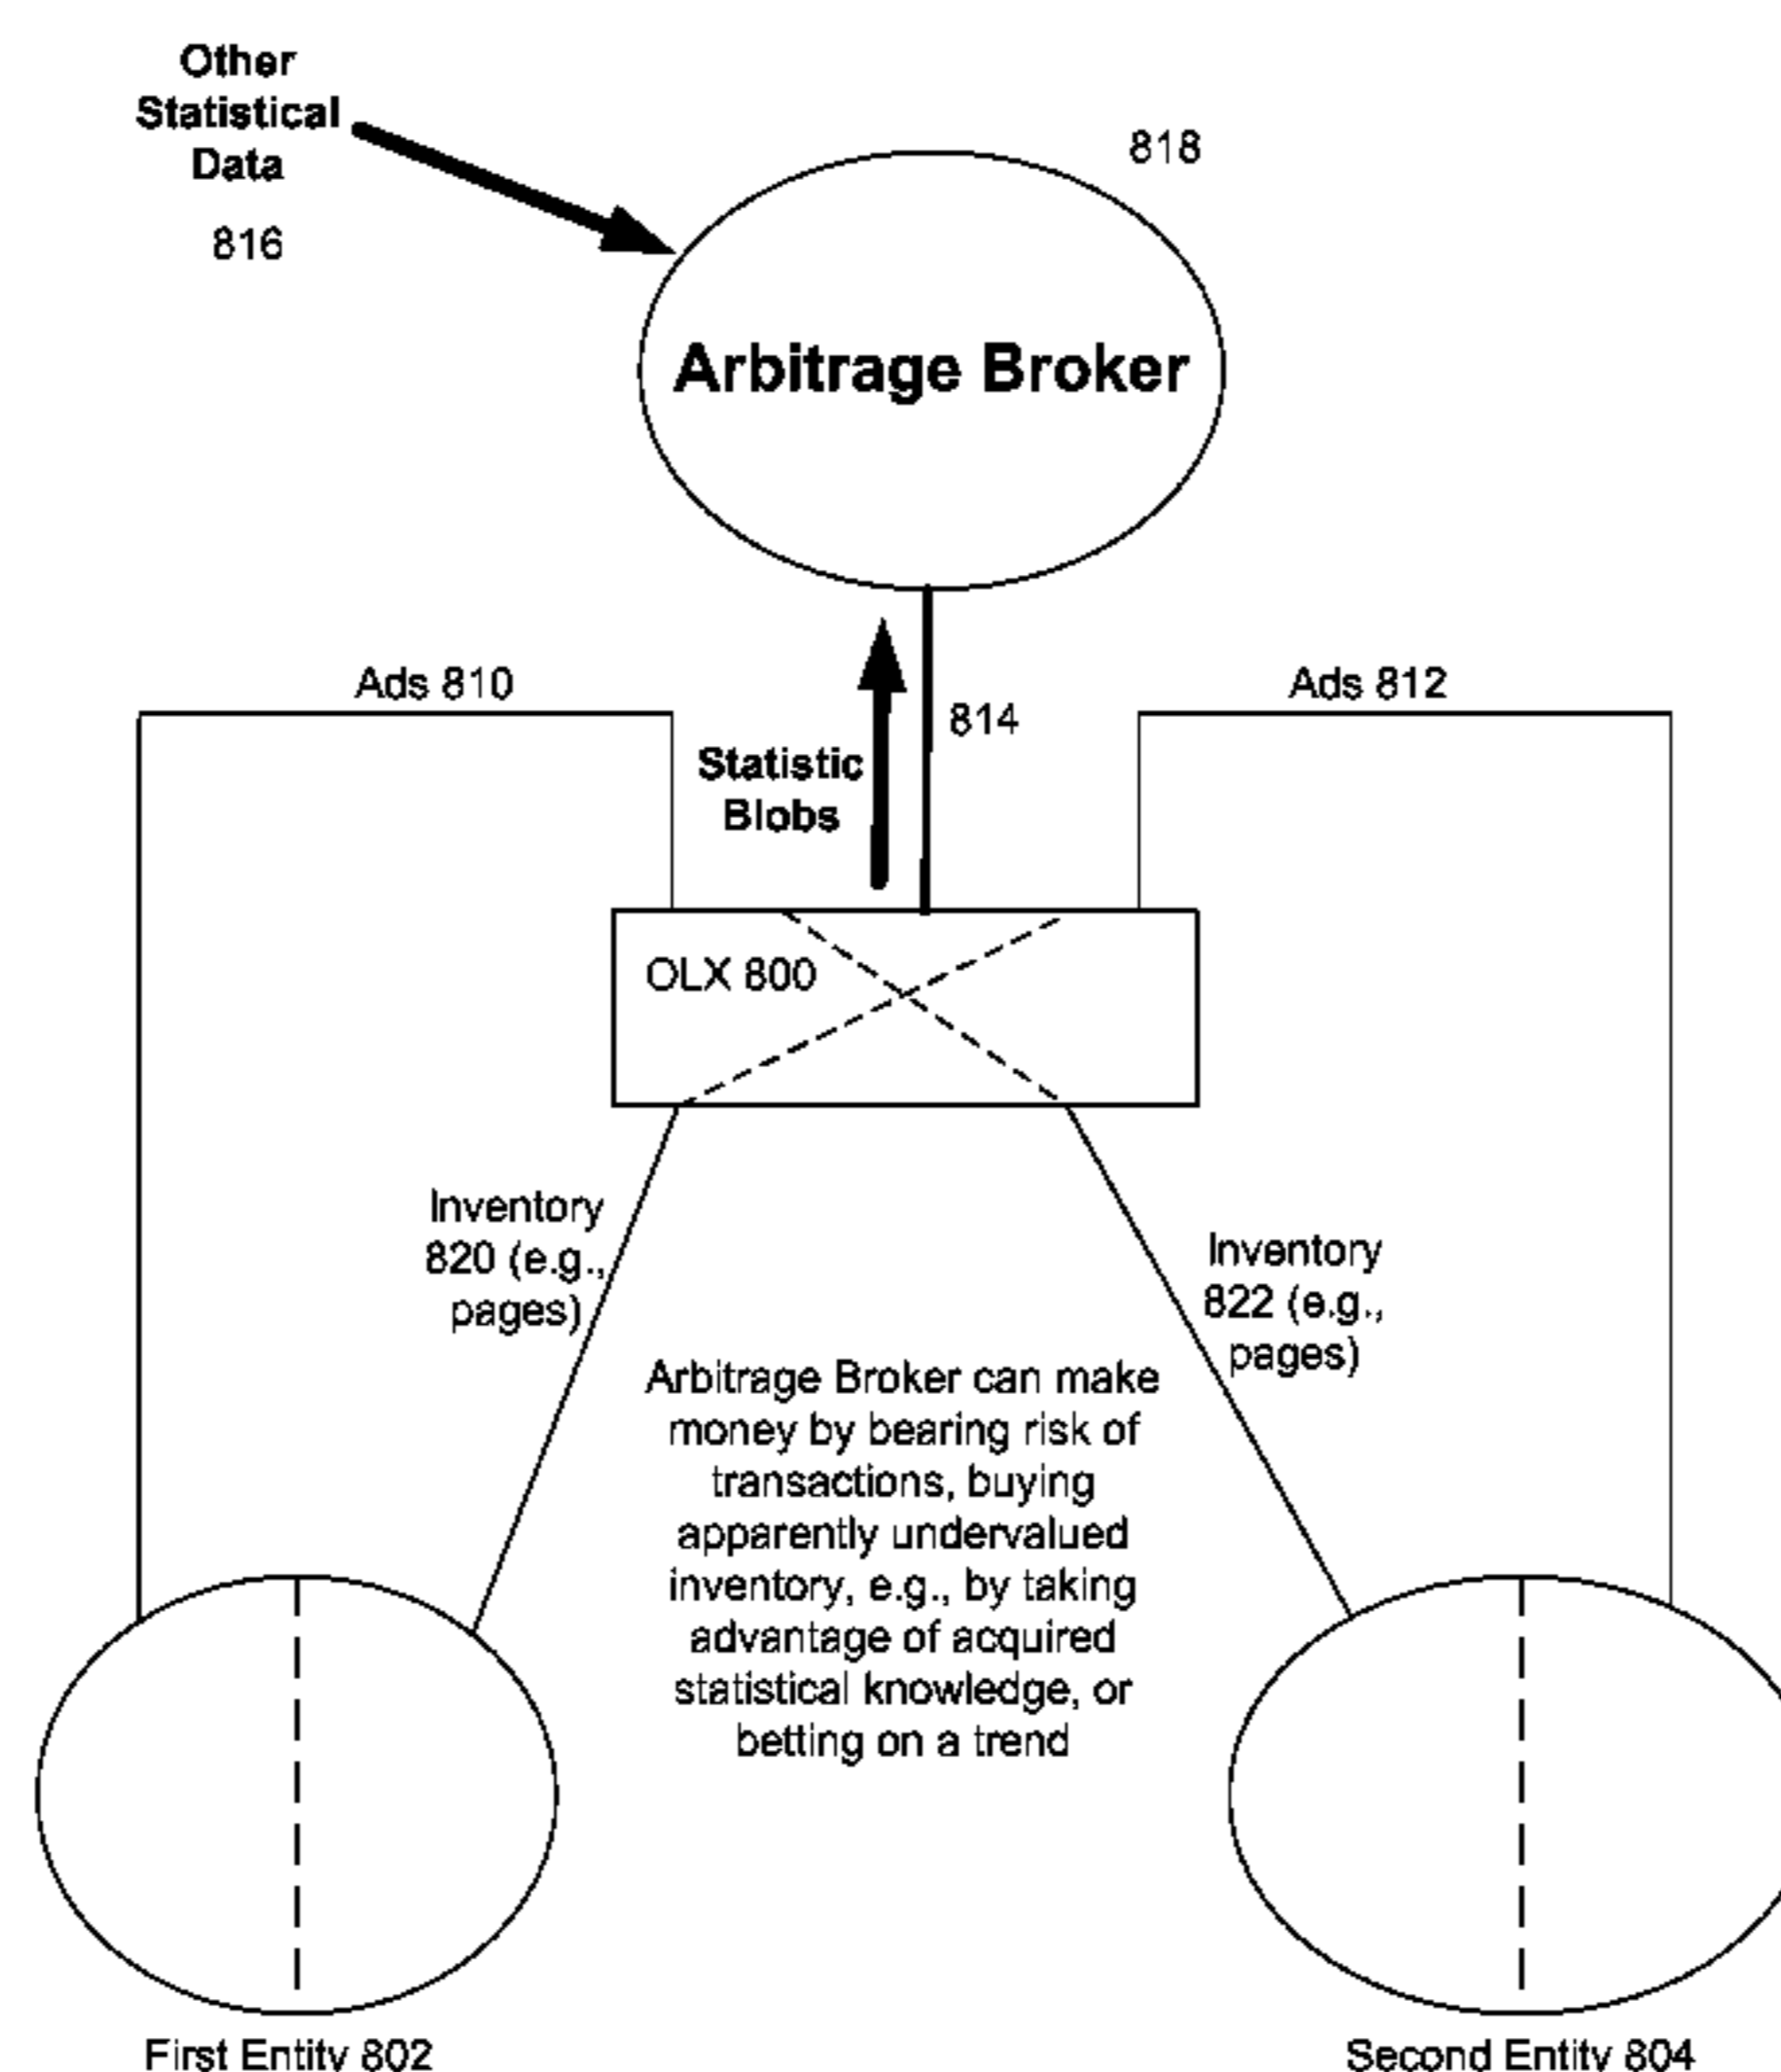 Other
Statistical
Data
816
818
Arbitrage Broker
Ads 810
Ads 812
814
Statistic
Blobs
OLX 800
Inventory
820 (e.g.,
pages)
Inventory
822 (e.g.,
pages)
Arbitrage Broker can make
money by bearing risk of
transactions, buying
apparently undervalued
inventory, e.g., by taking
advantage of acquired
statistical knowledge, or
betting on a trend
First Entity 802
Second Entity 804